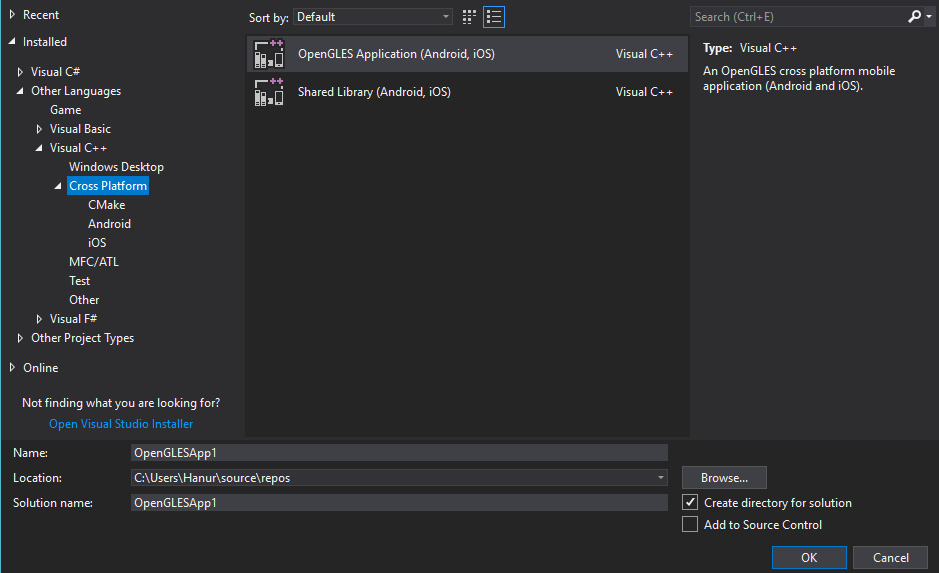 Recent
Installed
Visual C#
Other Languages
Game
Visual Basic
Visual C++
Windows Desktop
Cross Platform
CMake
Android
iOS
MFC/ATL
Test
Other
Visual F#
Other Project Types
Online
Not finding what you are looking for?
Open Visual Studio Installer
Sort by: Default
OpenGLES Application (Android, iOS) Visual C++
Shared Library (Android, iOS) Visual C++
Search (Ctrl+E)
Type: Visual C++
An OpenGLES cross platform mobile
application (Android and iOS).
Name: OpenGLESApp1
Location: C:\Users\Hanur\source\repos
Browse...
Solution name: OpenGLESApp1
Create directory for solution
Add to Source Control
OK Cancel